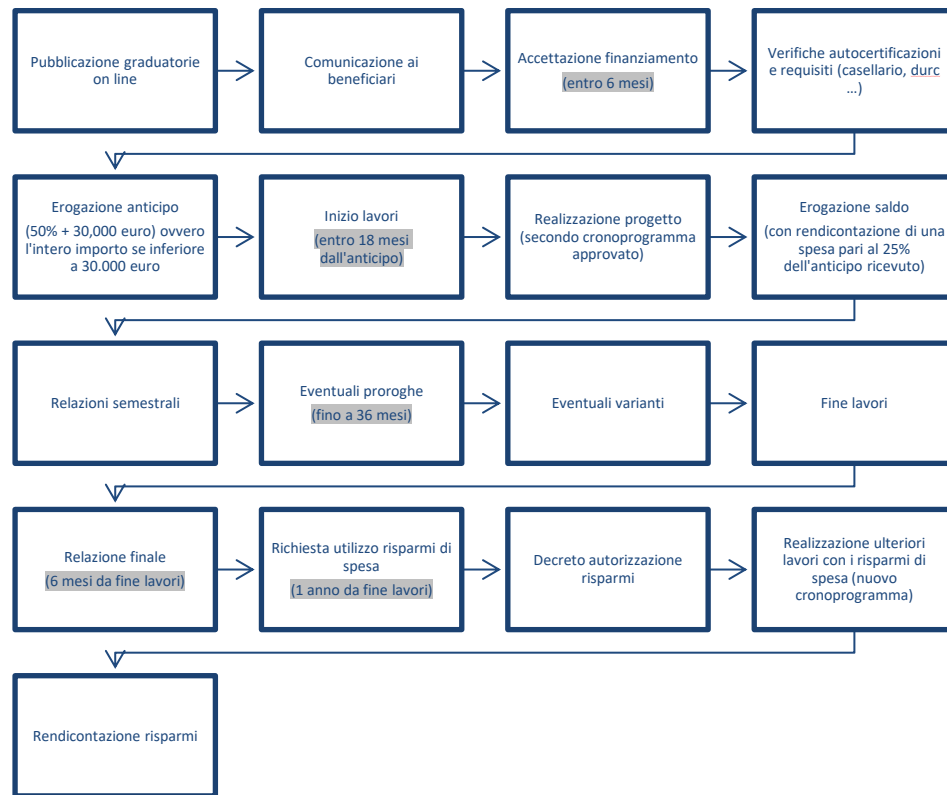 Pubblicazione graduatorie
on line
Comunicazione ai
beneficiari
Accettazione finanziamento
(entro 6 mesi)
Verifiche autocertificazioni
e requisiti (casellario, durc
…)
Erogazione anticipo
(50% + 30,000 euro) ovvero
l'intero importo se inferiore
a 30.000 euro
Inizio lavori
(entro 18 mesi
dall'anticipo)
Realizzazione progetto
(secondo cronoprogramma
approvato)
Erogazione saldo
(con rendicontazione di una
spesa pari al 25%
dell'anticipo ricevuto)
Relazioni semestrali
Eventuali proroghe
(fino a 36 mesi)
Eventuali varianti
Fine lavori
Relazione finale
(6 mesi da fine lavori)
Richiesta utilizzo risparmi di
spesa
(1 anno da fine lavori)
Decreto autorizzazione
risparmi
Realizzazione ulteriori
lavori con i risparmi di
spesa (nuovo
cronoprogramma)
Rendicontazione risparmi